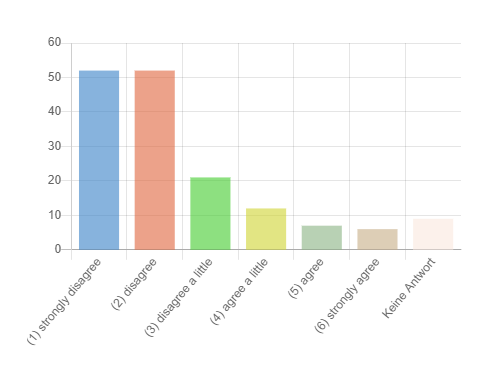 60
50
40
30
20
10
0
(1) strongly disagree
(2) disagree
(3) disagree a little
(4) agree a little
(5) agree
(6) strongly agree
Keine Antwort